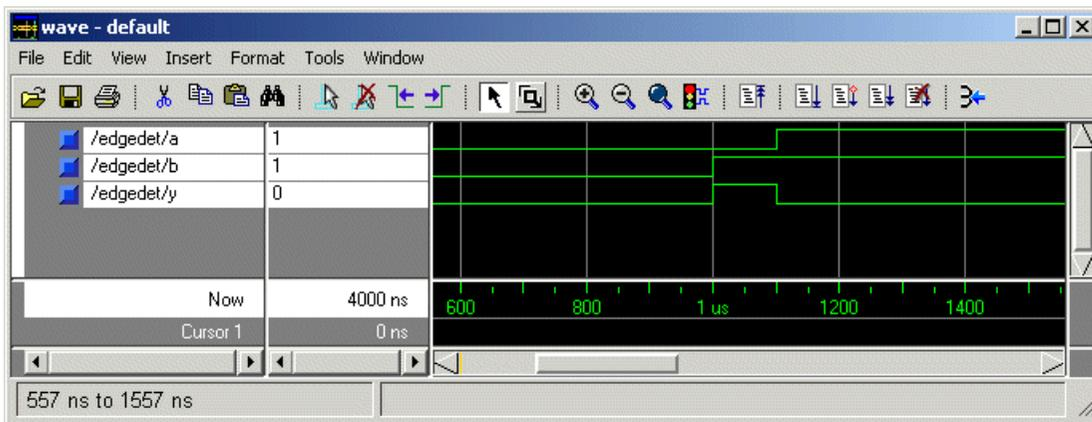 wave - default
File Edit View Insert Format Tools Window
/edgedet/a 1
/edgedet/b 1
/edgedet/y 0
Now 4000 ns 600 800 1 us 1200 1400
Cursor 1 0 ns
557 ns to 1557 ns